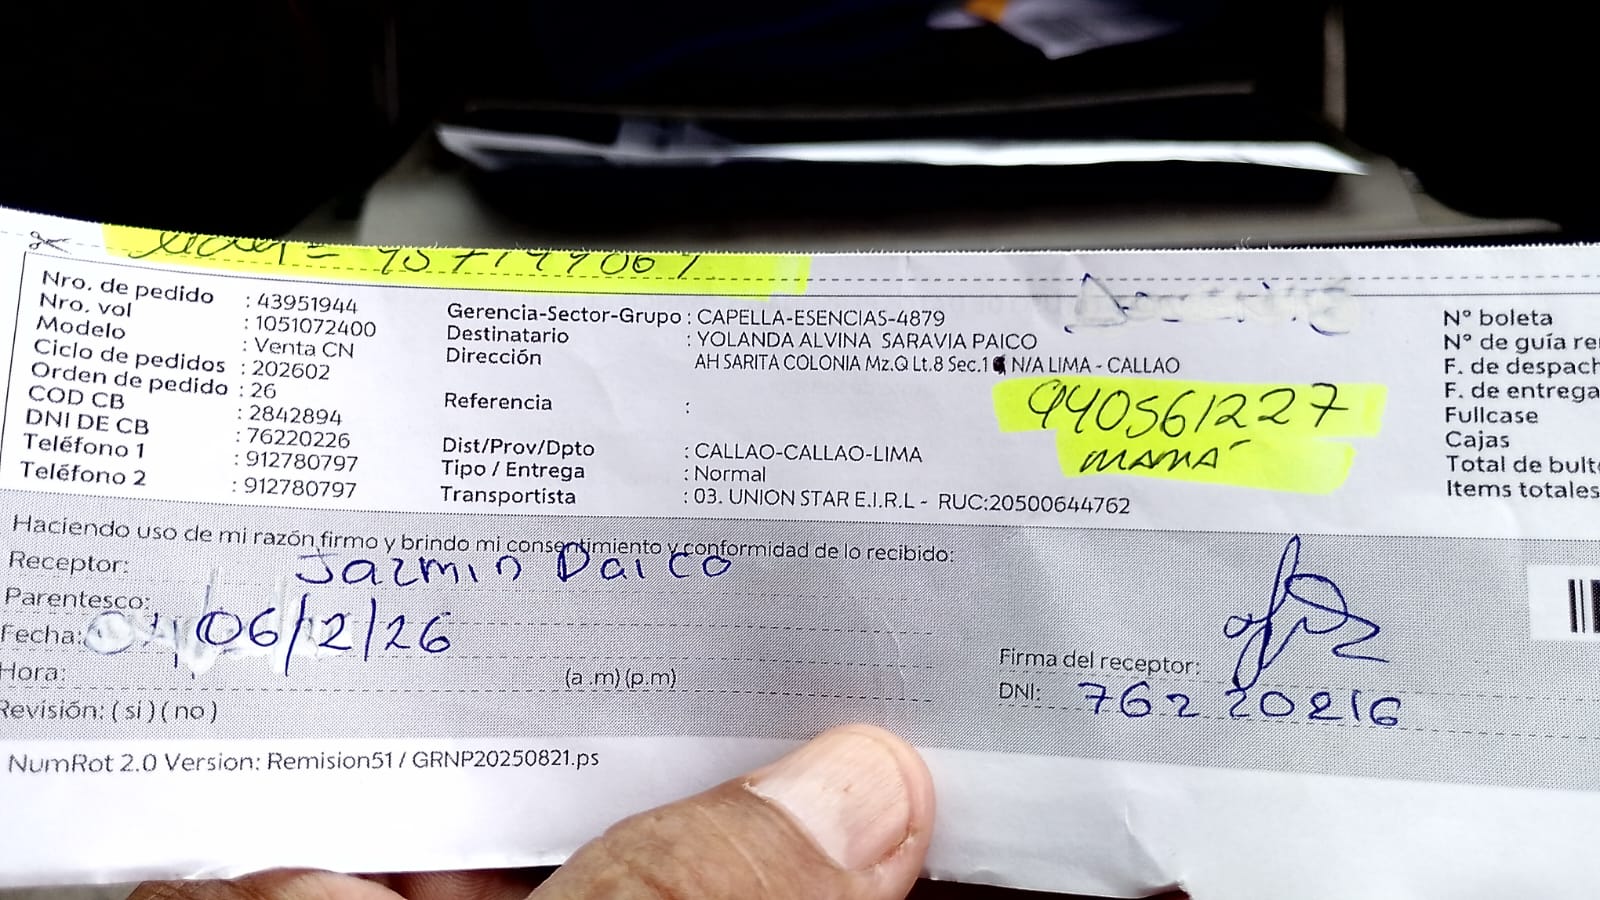 Nro. de pedido : 43951944
Nro. vol : 1051072400
Modelo : Venta CN
Ciclo de pedidos : 202602
Orden de pedido : 26
COD CB : 2842894
DNI DE CB : 76220226
Teléfono 1 : 912780797
Teléfono 2 : 912780797
Gerencia-Sector-Grupo : CAPELLA-ESENCIAS-4879
Destinatario : YOLANDA ALVINA SARAVIA PAICO
Dirección AH SARITA COLONIA Mz.Q Lt.8 Sec.1 N/A LIMA - CALLAO
Referencia :
Dist/Prov/Dpto : CALLAO-CALLAO-LIMA
Tipo / Entrega : Normal
Transportista : 03. UNION STAR E.I.R.L - RUC:20500644762
940561227
MAMÁ
N° boleta
N° de guía re
F. de despach
F. de entrega
Fullcase
Cajas
Total de bult
Items totales
Haciendo uso de mi razón,firmo y brindo mi consentimiento y conformidad de lo recibido:
Receptor: Jazmin Paico
Parentesco:
Fecha: 06/2/26
Hora: (a .m) (p.m)
Revisión: ( si ) ( no )
Firma del receptor:
DNI: 76220216
NumRot 2.0 Version: Remision51 / GRNP20250821.ps